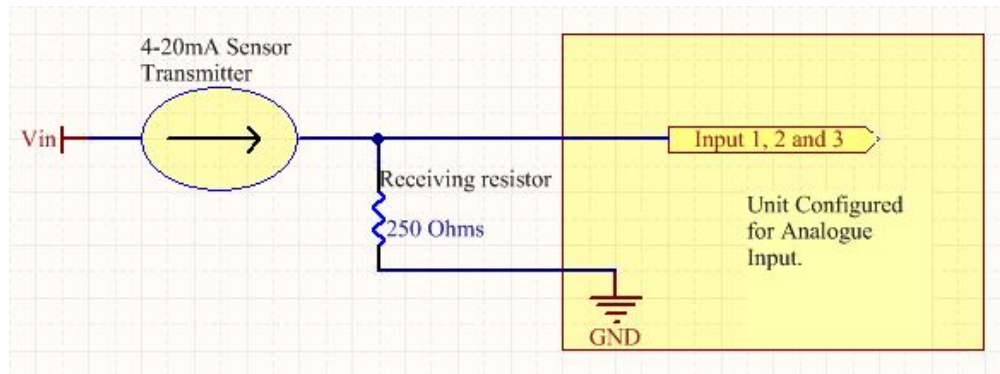 4-20mA Sensor
Transmitter
Vin
Input 1, 2 and 3
Receiving resistor
250 Ohms
Unit Configured
for Analogue
Input.
GND